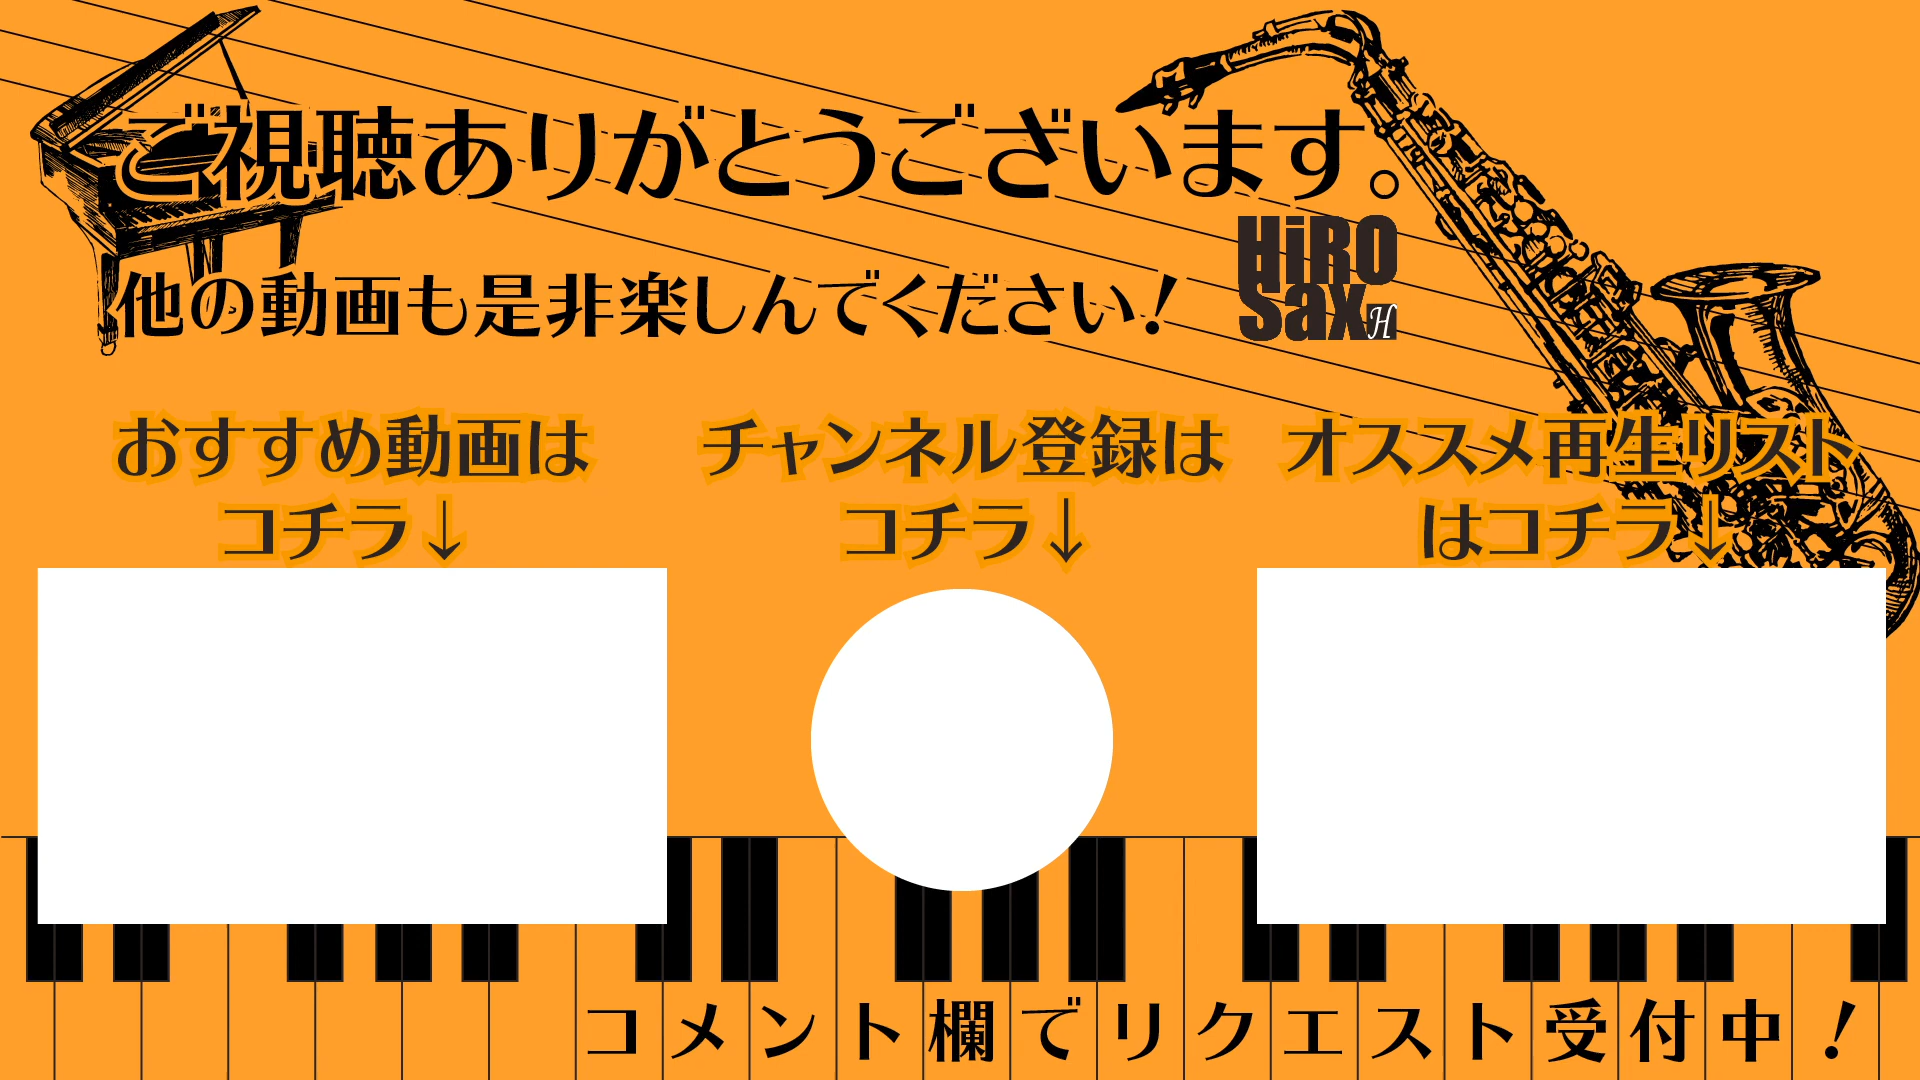 ご視聴ありがとうございます。
他の動画も是非楽しんでください！
HiRO
Sax H
おすすめ動画は
コチラ↓
チャンネル登録は
コチラ↓
オススメ再生リスト
はコチラ↓
コメント欄でリクエスト受付中！